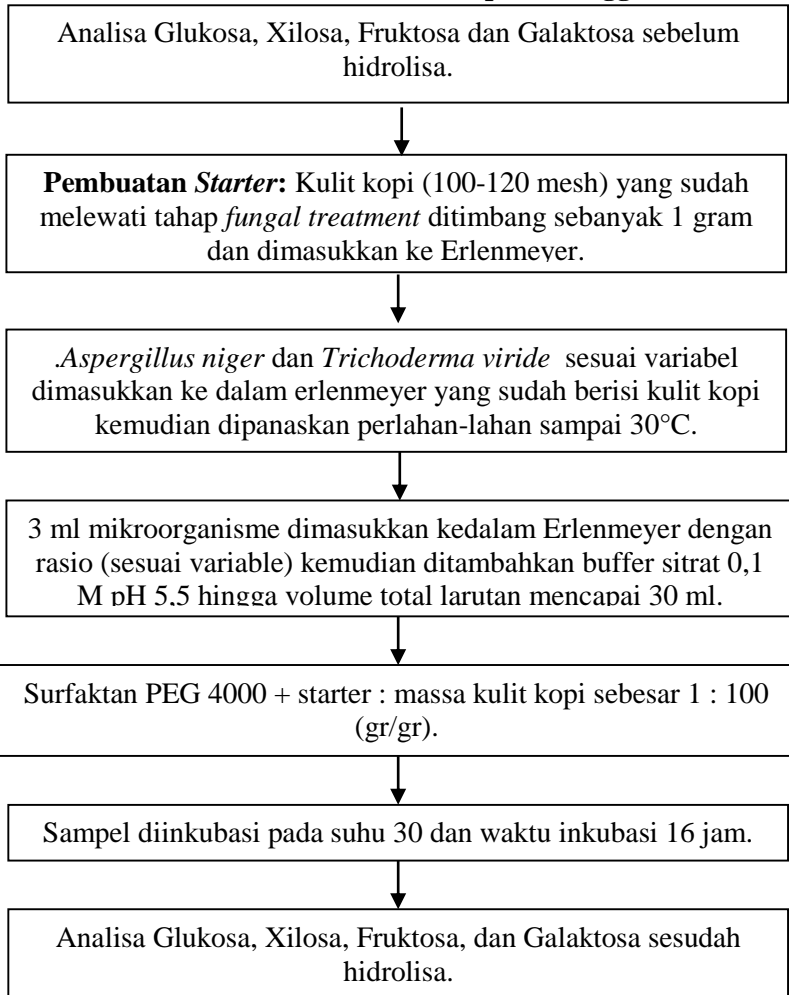 Analisa Glukosa, Xilosa, Fruktosa dan Galaktosa sebelum
hidrolisa.
Pembuatan Starter: Kulit kopi (100-120 mesh) yang sudah
melewati tahap fungal treatment ditimbang sebanyak 1 gram
dan dimasukkan ke Erlenmeyer.
.Aspergillus niger dan Trichoderma viride sesuai variabel
dimasukkan ke dalam erlenmeyer yang sudah berisi kulit kopi
kemudian dipanaskan perlahan-lahan sampai 30°C.
3 ml mikroorganisme dimasukkan kedalam Erlenmeyer dengan
rasio (sesuai variable) kemudian ditambahkan buffer sitrat 0,1
M pH 5,5 hingga volume total larutan mencapai 30 ml.
Surfaktan PEG 4000 + starter : massa kulit kopi sebesar 1 : 100
(gr/gr).
Sampel diinkubasi pada suhu 30 dan waktu inkubasi 16 jam.
Analisa Glukosa, Xilosa, Fruktosa, dan Galaktosa sesudah
hidrolisa.